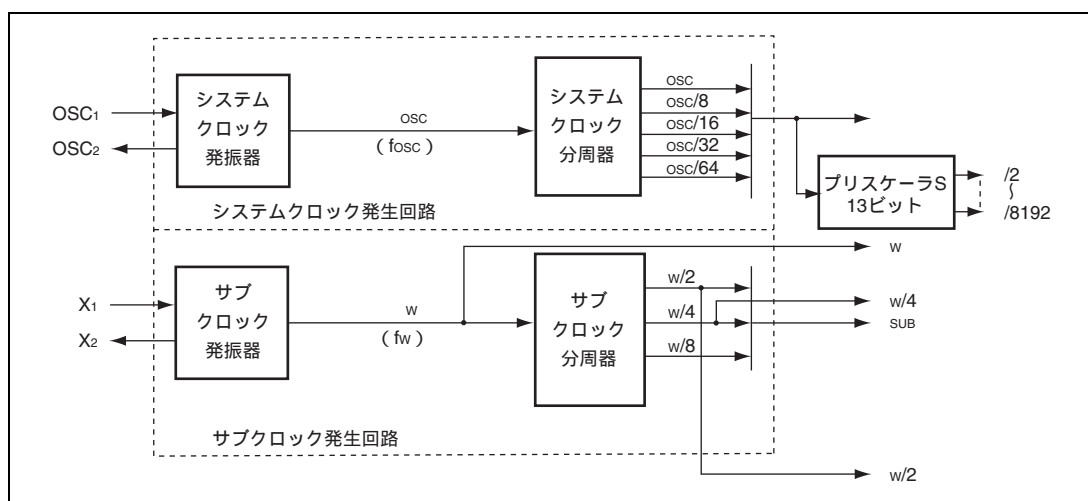 OSC1
OSC2
システム
クロック
発振器
OSC
(fOSC)
システム
クロック
分周器
OSC
OSC/8
OSC/16
OSC/32
OSC/64
プリスケーラS
13ビット
/2
~
/8192
システムクロック発生回路
X1
X2
サブ
クロック
発振器
W
(fW)
サブ
クロック
分周器
W/2
W/4
W/8
W
W/4
SUB
W/2
サブクロック発生回路